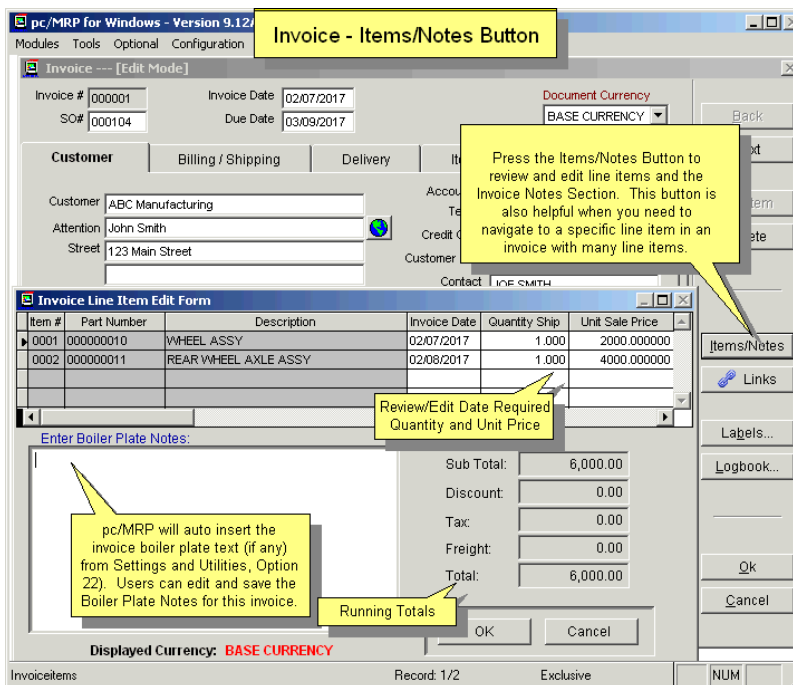 pc/MRP for Windows - Version 9.12
Invoice - Items/Notes Button
Modules Tools Optional Configuration
Invoice --- [Edit Mode]
Invoice # 000001
Invoice Date 02/07/2017
Document Currency
SO# 000104
Due Date 03/09/2017
BASE CURRENCY
Back
Press the Items/Notes Button to
review and edit line items and the
Invoice Notes Section. This button is
also helpful when you need to
navigate to a specific line item in an
invoice with many line items.
Customer
Billing / Shipping
Delivery
Customer ABC Manufacturing
Attention John Smith
Street 123 Main Street
Credit
Customer
Contact JOE SMITH
Invoice Line Item Edit Form
Item # Part Number Description Invoice Date Quantity Ship Unit Sale Price
0001 000000010 WHEEL ASSY 02/07/2017 1.000 2000.000000
0002 000000011 REAR WHEEL AXLE ASSY 02/08/2017 1.000 4000.000000
Items/Notes
Links
Labels...
Logbook...
Ok
Cancel
Review/Edit Date Required
Quantity and Unit Price
Enter Boiler Plate Notes:
pc/MRP will auto insert the
invoice boiler plate text (if any)
from Settings and Utilities, Option
22). Users can edit and save the
Boiler Plate Notes for this invoice.
Sub Total: 6,000.00
Discount: 0.00
Tax: 0.00
Freight: 0.00
Total: 6,000.00
Running Totals
OK
Cancel
Displayed Currency: BASE CURRENCY
Invoiceitems
Record: 1/2
Exclusive
NUM